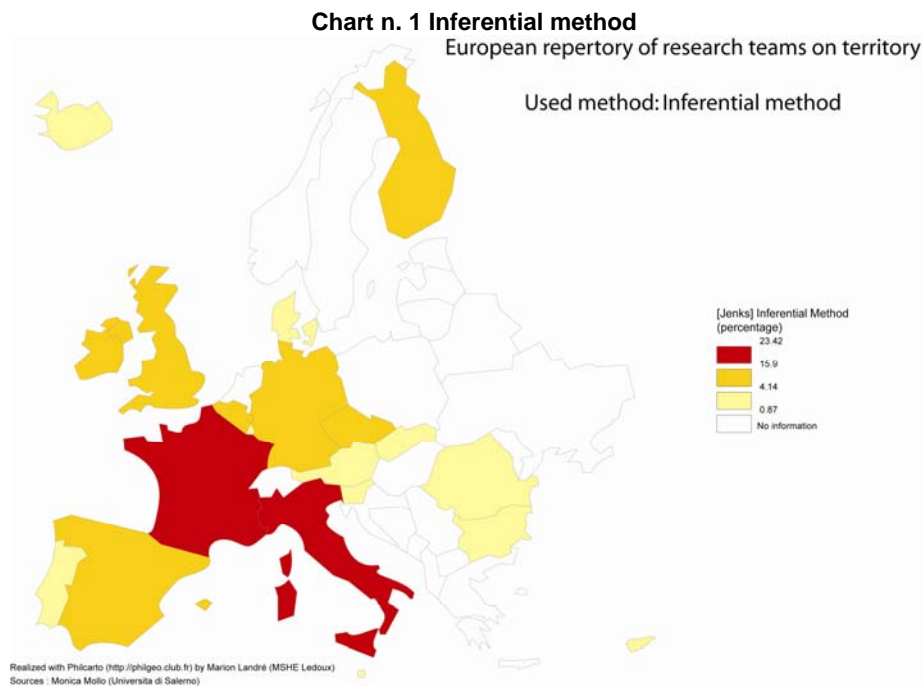 Chart n. 1 Inferential method
European repertory of research teams on territory
Used method: Inferential method
[Jenks] Inferential Method
(percentage)
23.42
15.9
4.14
0.87
No information
Realized with Philcarto (http://philgeo.club.fr) by Marion Landré (MSHE Ledoux)
Sources : Monica Mollo (Universita di Salerno)